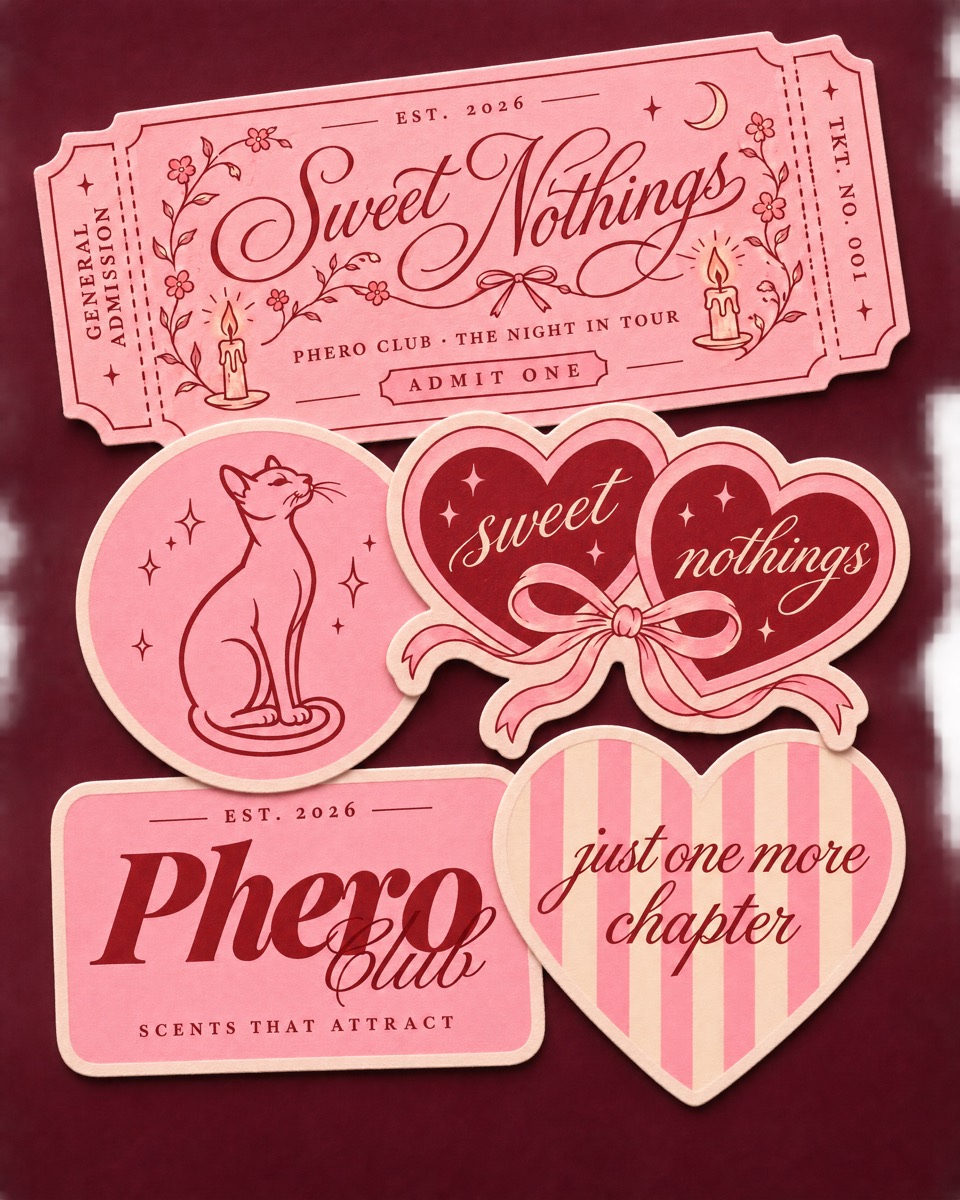 EST. 2026
Sweet Nothings
PHERO CLUB · THE NIGHT IN TOUR
ADMIT ONE
GENERAL
ADMISSION
TKT. NO. 001
sweet
nothings
EST. 2026
Phero
Club
SCENTS THAT ATTRACT
just one more
chapter